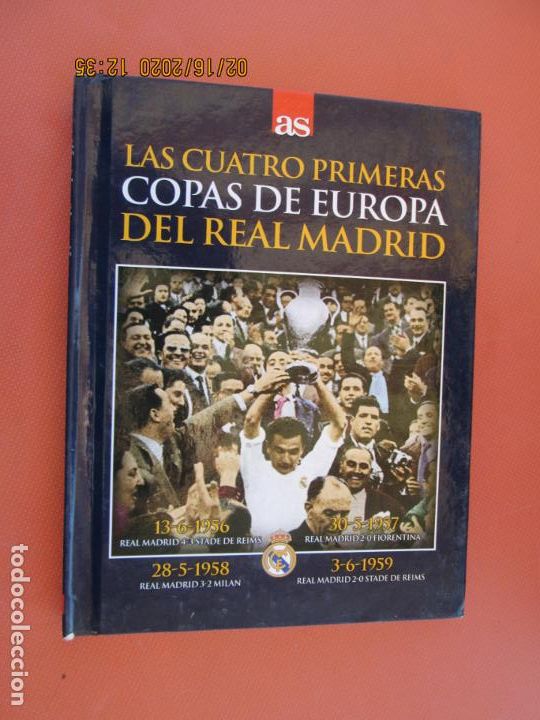 02/16/2020 12:35
as
LAS CUATRO PRIMERAS
COPAS DE EUROPA
DEL REAL MADRID
13-6-1956
REAL MADRID 4-3 STADE DE REIMS
30-5-1957
REAL MADRID 2-0 FIORENTINA
28-5-1958
REAL MADRID 3-2 MILAN
3-6-1959
REAL MADRID 2-0 STADE DE REIMS
todocoleccion